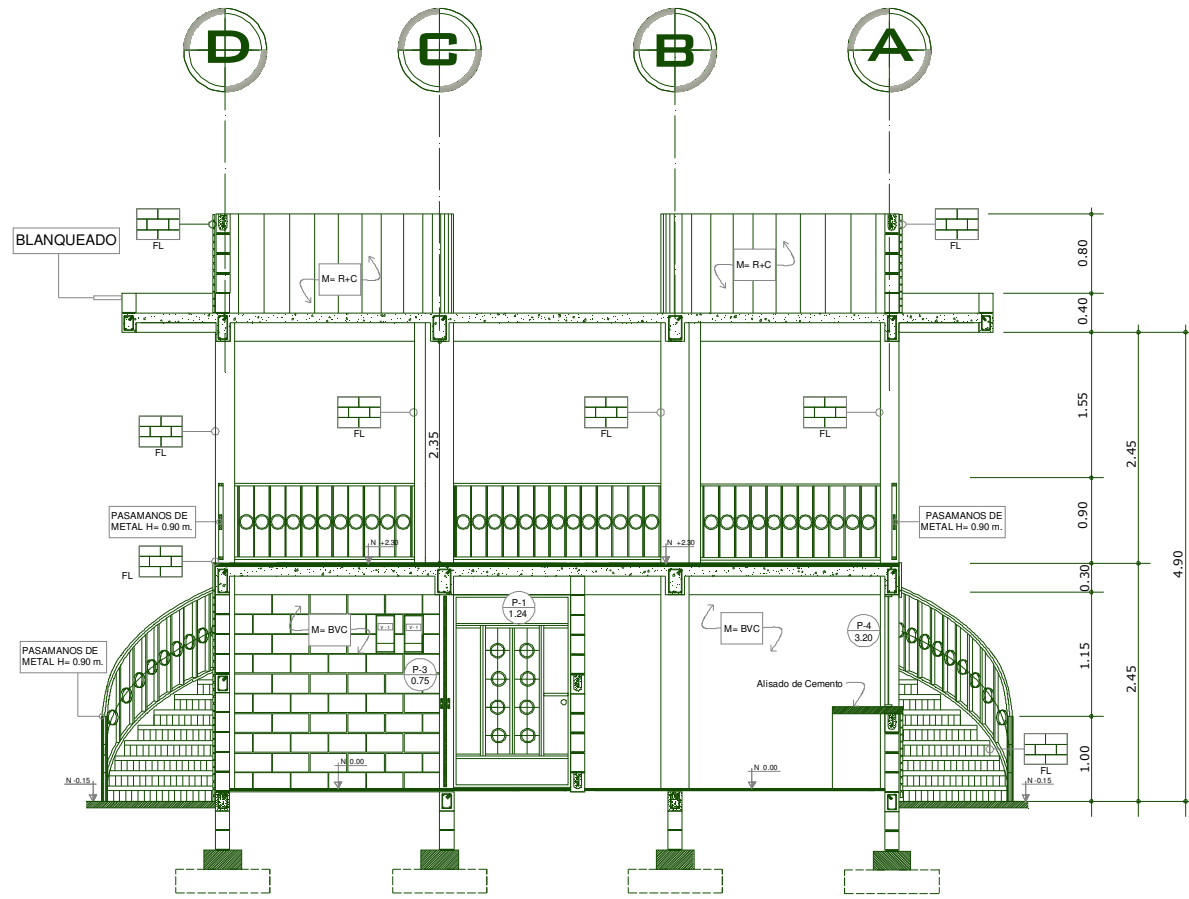 D
C
B
A
BLANQUEADO
FL
FL
M= R+C
M= R+C
0.80
0.40
FL
FL
FL
FL
2.35
1.55
2.45
PASAMANOS DE
METAL H= 0.90 m.
PASAMANOS DE
METAL H= 0.90 m.
0.90
N +2.30
N +2.30
FL
4.90
0.30
P-1
1.24
M= BVC
V-1
V-1
M= BVC
P-4
3.20
PASAMANOS DE
METAL H= 0.90 m.
P-3
0.75
1.15
2.45
Alisado de Cemento
FL
1.00
N 0.00
N 0.00
N -0.15
N -0.15